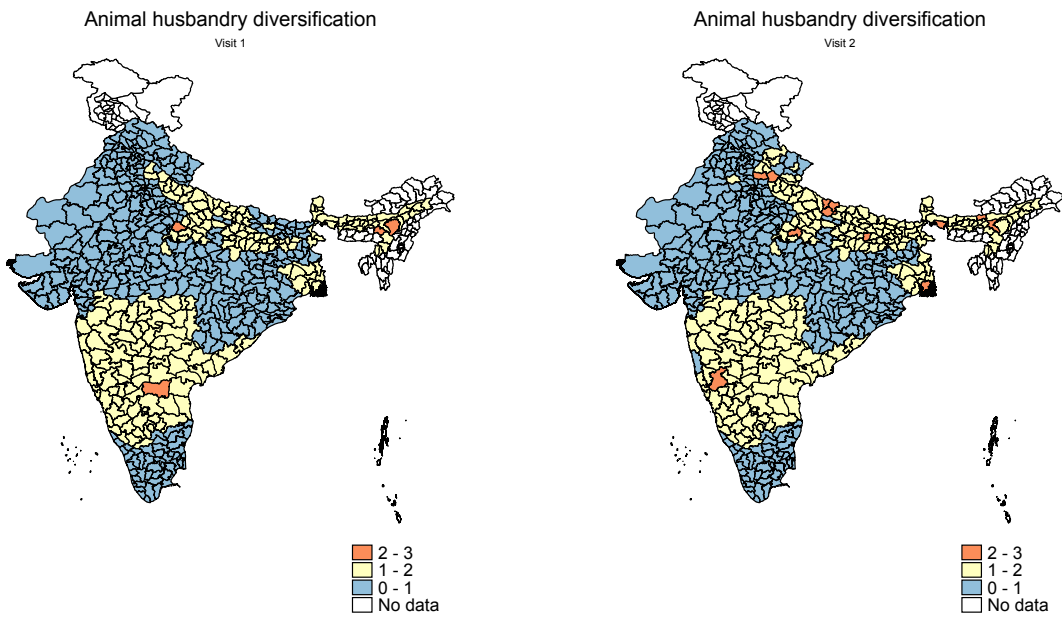 Animal husbandry diversification
Visit 1
2 - 3
1 - 2
0 - 1
No data
Animal husbandry diversification
Visit 2
2 - 3
1 - 2
0 - 1
No data